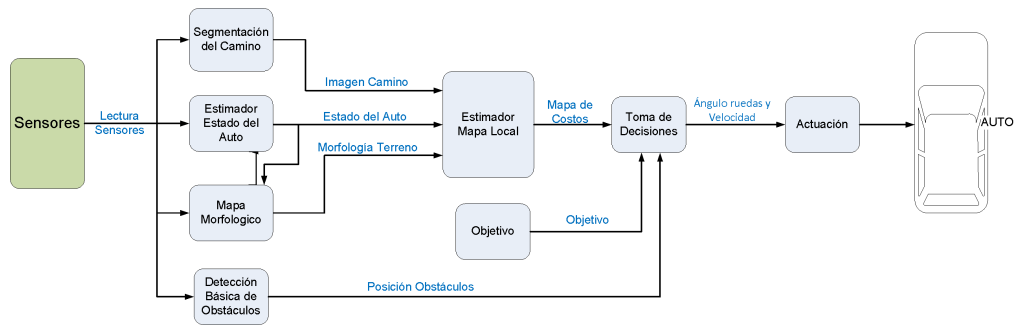 Sensores
Lectura
Sensores
Segmentación
del Camino
Estimador
Estado del
Auto
Mapa
Morfologico
Detección
Básica de
Obstáculos
Imagen Camino
Estado del Auto
Morfología Terreno
Posición Obstáculos
Estimador
Mapa Local
Objetivo
Objetivo
Mapa de
Costos
Toma de
Decisiones
Ángulo ruedas y
Velocidad
Actuación
AUTO